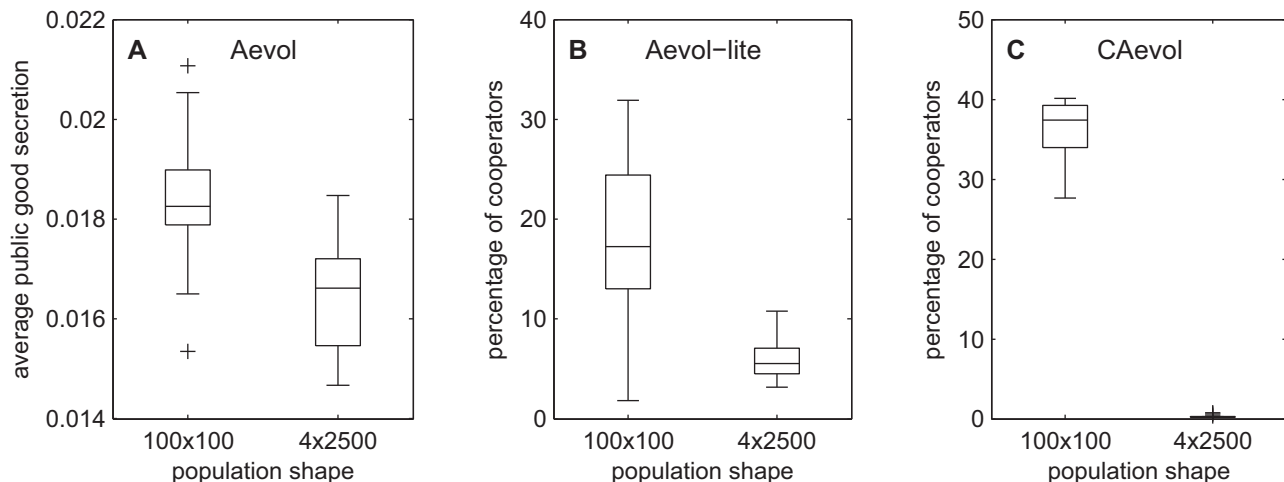 A Aevol
average public good secretion
0.022
0.02
0.018
0.016
0.014
100x100 4x2500
population shape
B Aevol−lite
percentage of cooperators
40
30
20
10
0
100x100 4x2500
population shape
C CAevol
percentage of cooperators
50
40
30
20
10
0
100x100 4x2500
population shape